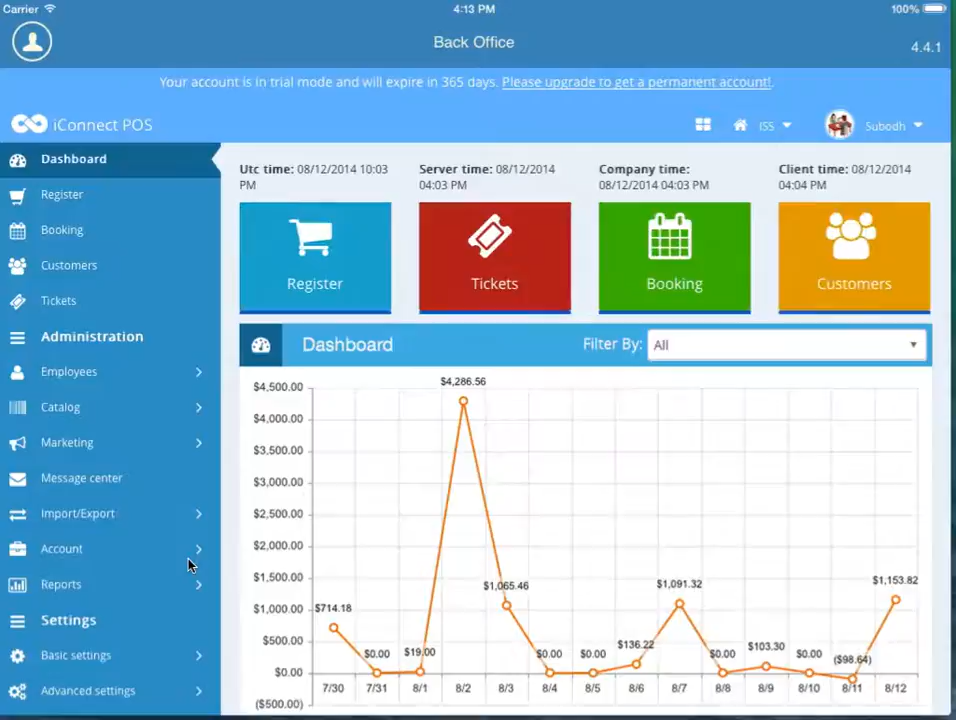 Carrier
4:13 PM
100%
Back Office
4.4.1
Your account is in trial mode and will expire in 365 days. Please upgrade to get a permanent account!.
iConnect POS
ISS
Subodh
Dashboard
Register
Booking
Customers
Tickets
Administration
Employees
Catalog
Marketing
Message center
Import/Export
Account
Reports
Settings
Basic settings
Advanced settings
Utc time: 08/12/2014 10:03
PM
Server time: 08/12/2014
04:03 PM
Company time:
08/12/2014 04:03 PM
Client time: 08/12/2014
04:04 PM
Register
Tickets
Booking
Customers
Dashboard
Filter By:
All
$4,500.00
$4,000.00
$3,500.00
$3,000.00
$2,500.00
$2,000.00
$1,500.00
$1,000.00
$500.00
$0.00
($500.00)
$714.18
$0.00
$19.00
$4,286.56
$1,065.46
$0.00
$0.00
$136.22
$1,091.32
$0.00
$103.30
$0.00
($98.64)
$1,153.82
7/30
7/31
8/1
8/2
8/3
8/4
8/5
8/6
8/7
8/8
8/9
8/10
8/11
8/12